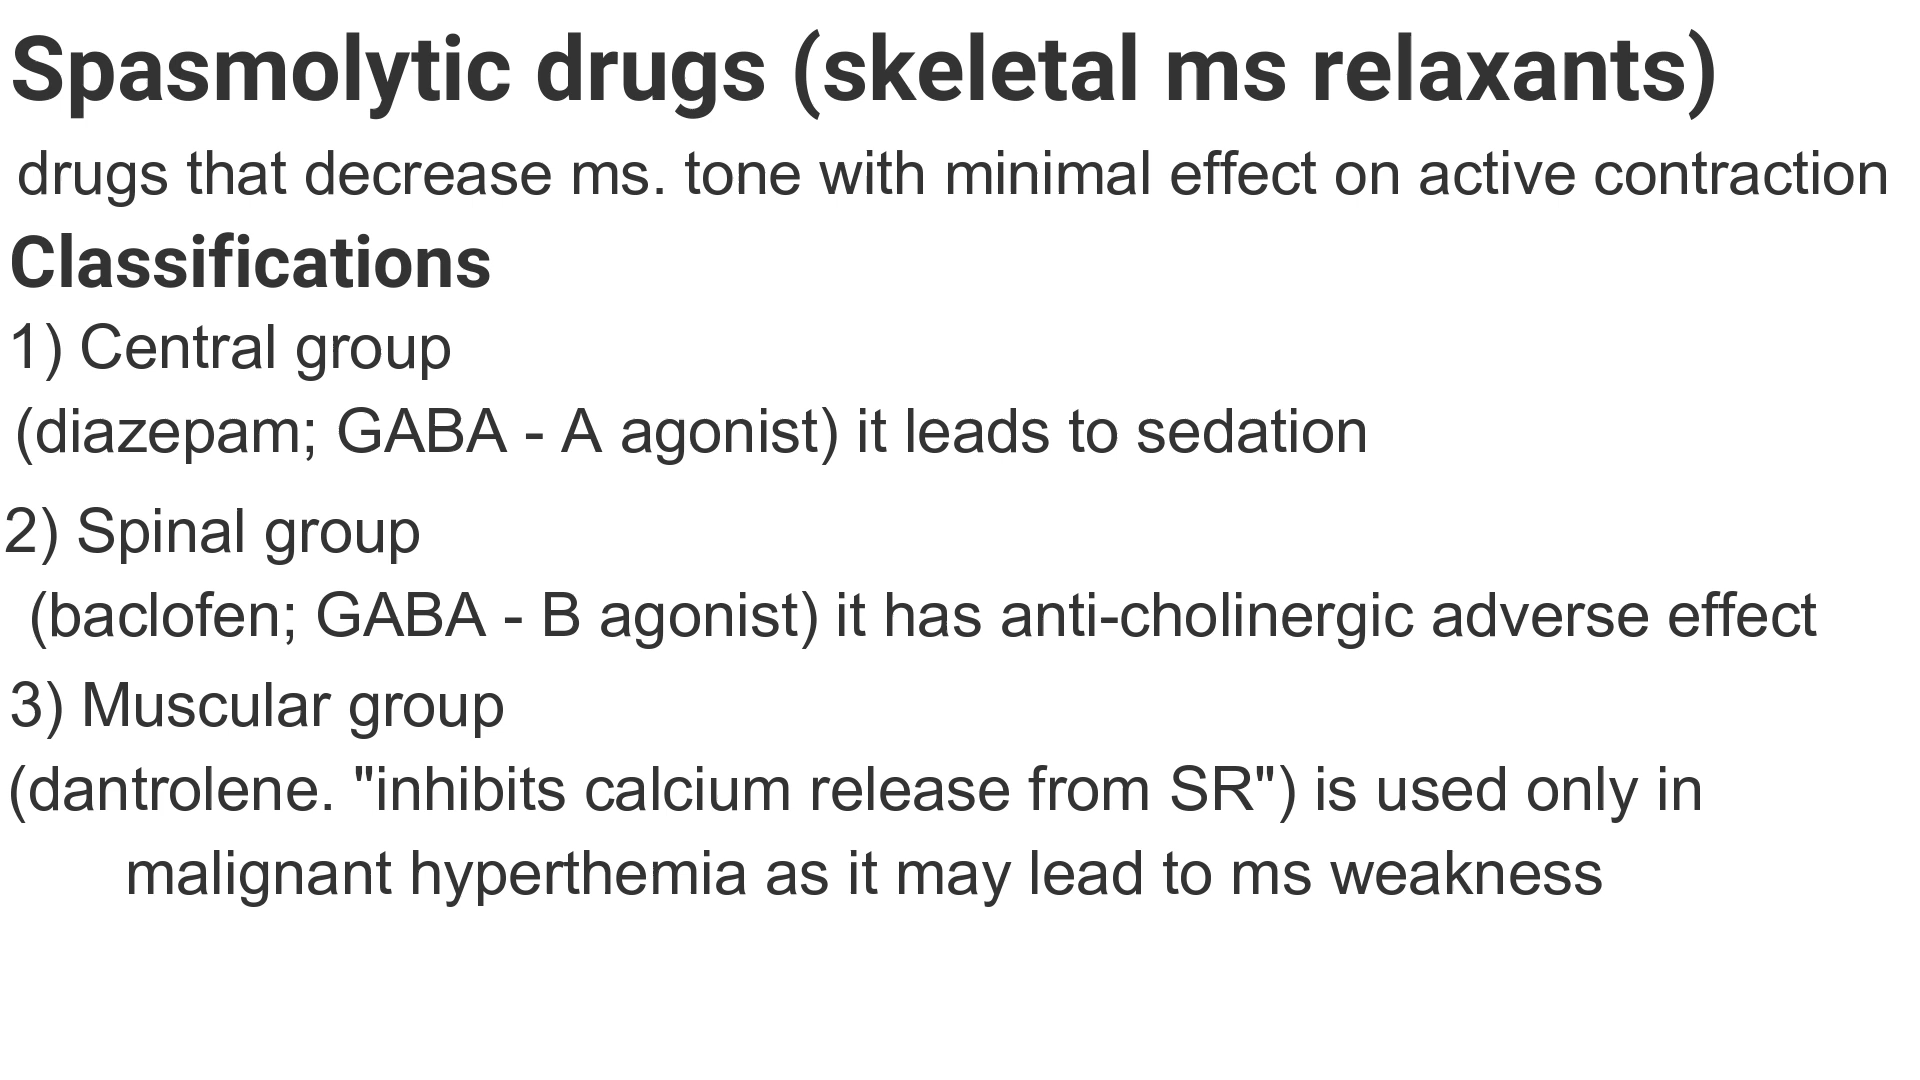 Spasmolytic drugs (skeletal ms relaxants)
drugs that decrease ms. tone with minimal effect on active contraction
Classifications
1) Central group
(diazepam; GABA - A agonist) it leads to sedation
2) Spinal group
(baclofen; GABA - B agonist) it has anti-cholinergic adverse effect
3) Muscular group
(dantrolene. "inhibits calcium release from SR") is used only in
malignant hyperthemia as it may lead to ms weakness